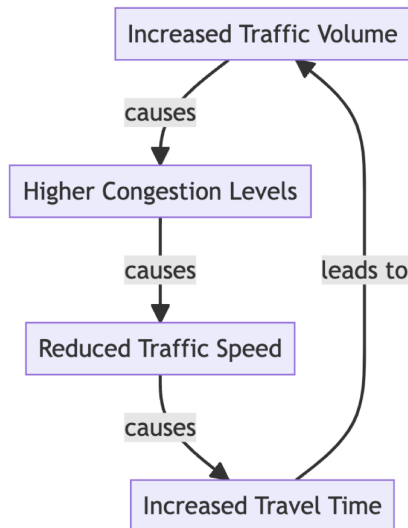 Increased Traffic Volume
causes
Higher Congestion Levels
causes
leads to
Reduced Traffic Speed
causes
Increased Travel Time